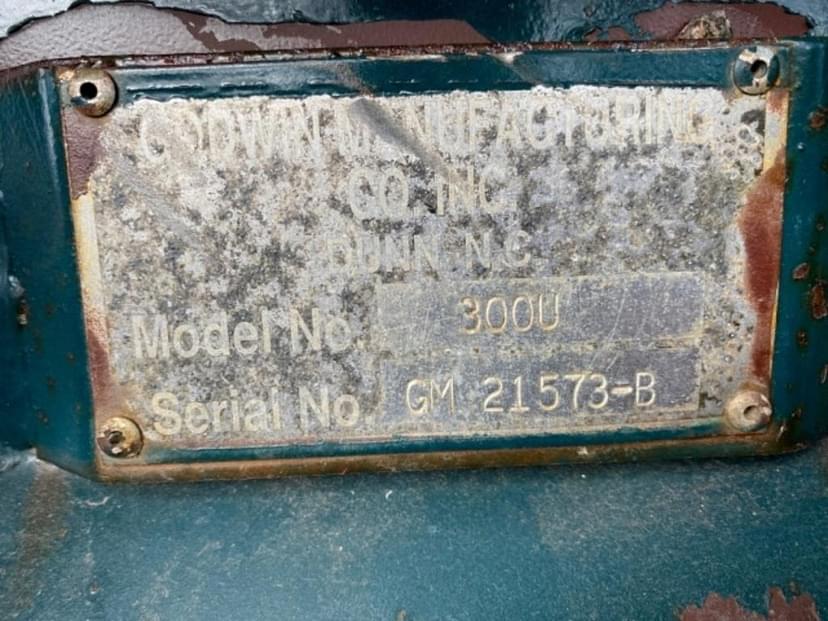 GODWIN MANUFACTURING
CO. INC
DUNN, N.C.
Model No. 300U
Serial No. GM 21573-B